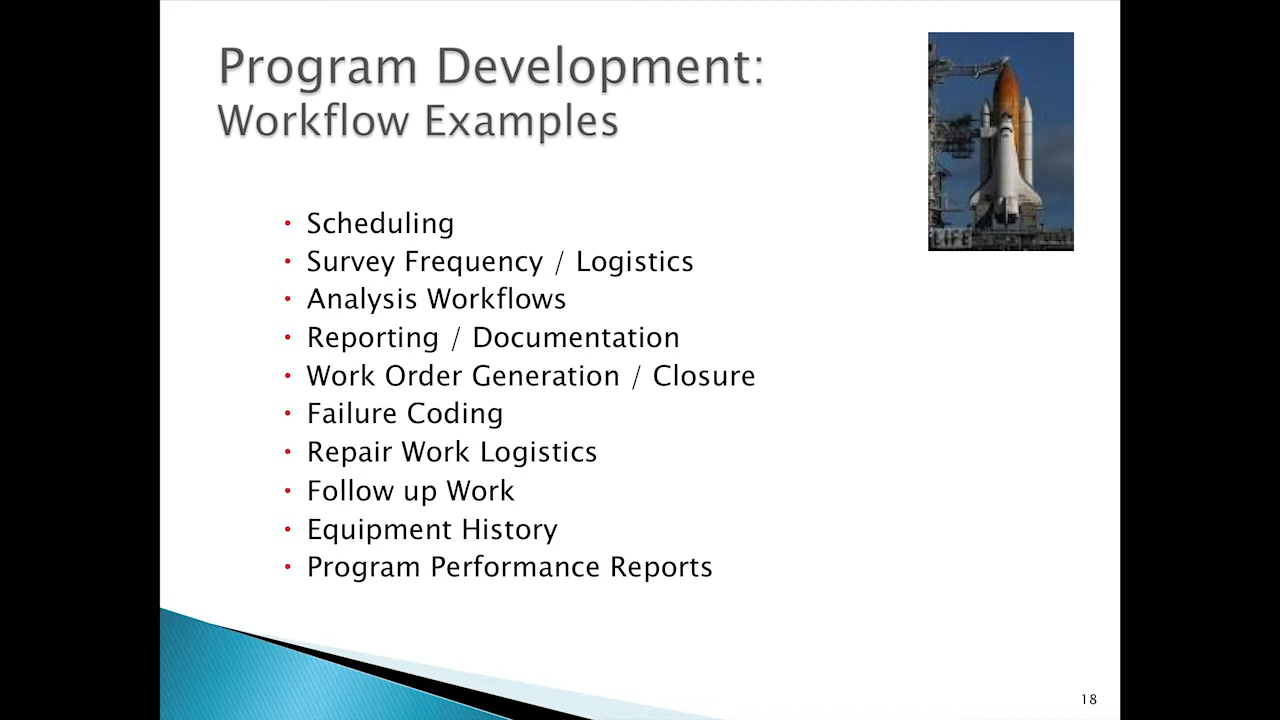 Program Development:
Workflow Examples
LIFE
Scheduling
Survey Frequency / Logistics
Analysis Workflows
Reporting / Documentation
Work Order Generation / Closure
Failure Coding
Repair Work Logistics
Follow up Work
Equipment History
Program Performance Reports
18